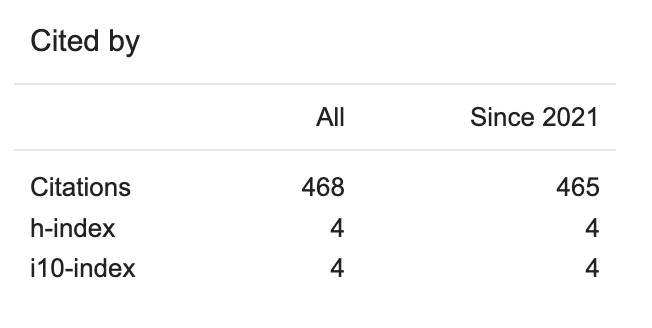 Cited by
All Since 2021
Citations 468 465
h-index 4 4
i10-index 4 4